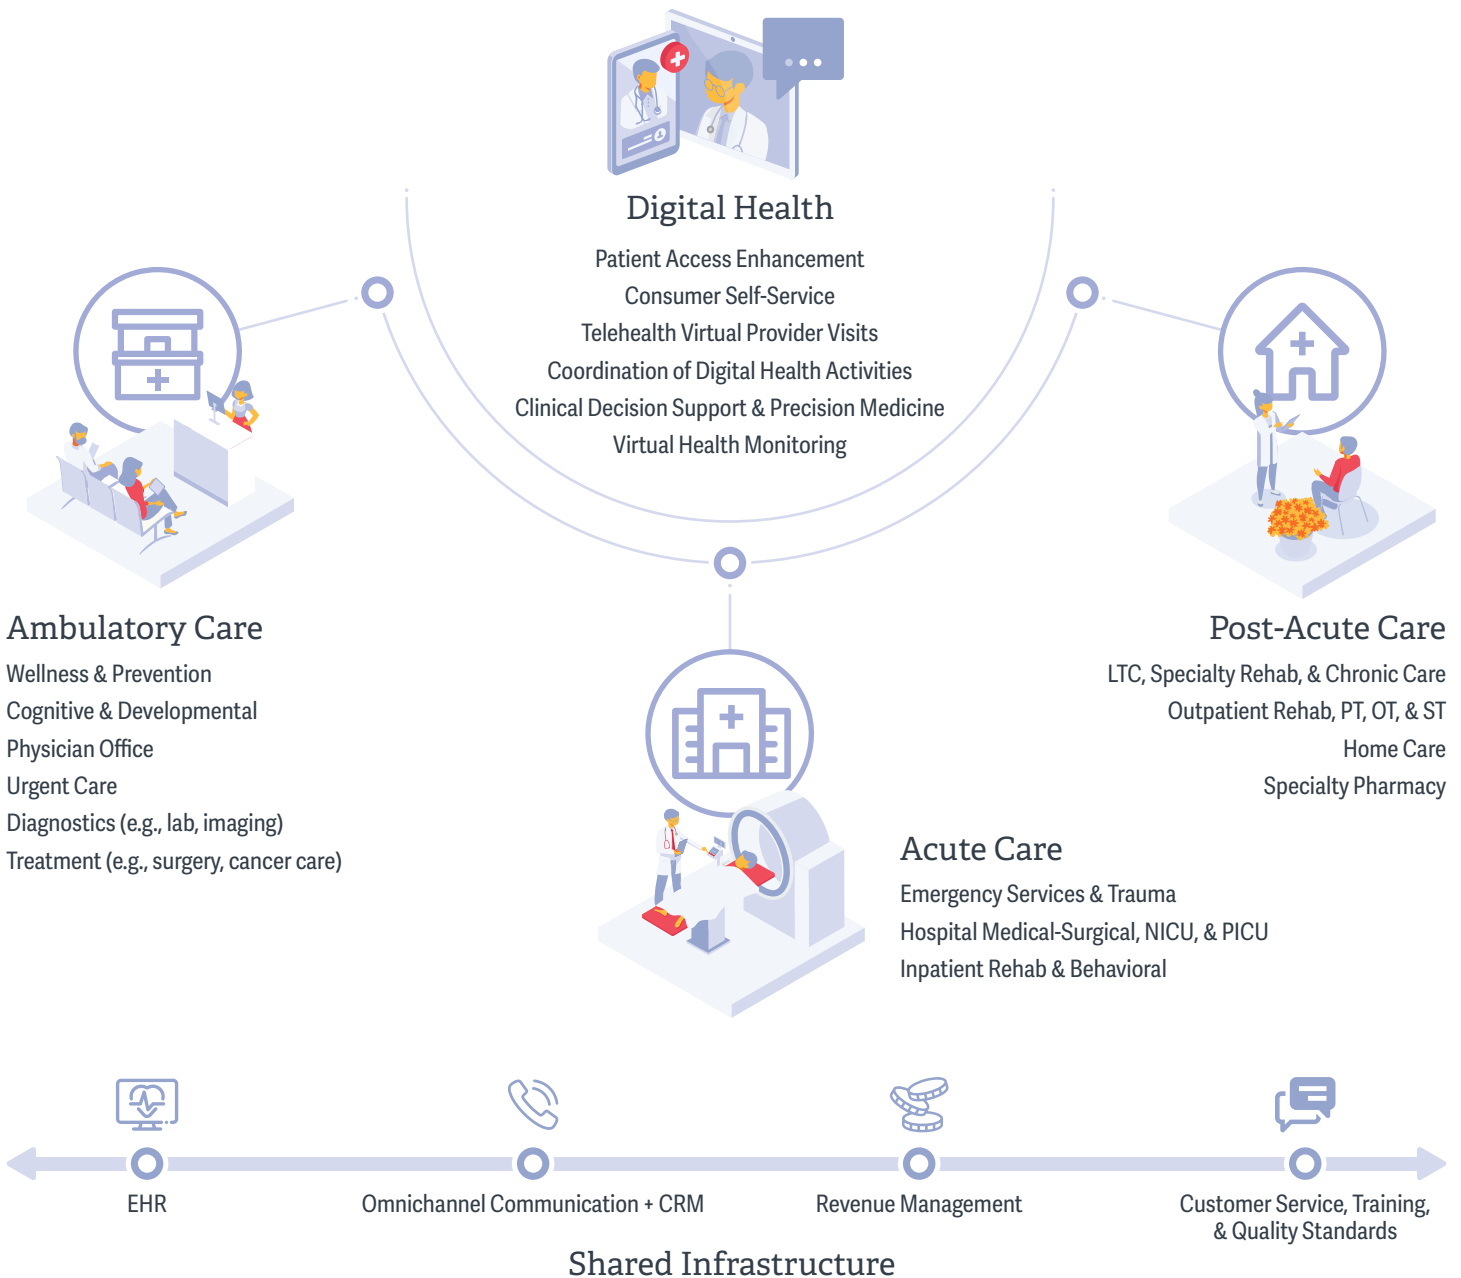 Digital Health
Patient Access Enhancement
Consumer Self-Service
Telehealth Virtual Provider Visits
Coordination of Digital Health Activities
Clinical Decision Support & Precision Medicine
Virtual Health Monitoring
Ambulatory Care
Wellness & Prevention
Cognitive & Developmental
Physician Office
Urgent Care
Diagnostics (e.g., lab, imaging)
Treatment (e.g., surgery, cancer care)
Post-Acute Care
LTC, Specialty Rehab, & Chronic Care
Outpatient Rehab, PT, OT, & ST
Home Care
Specialty Pharmacy
Acute Care
Emergency Services & Trauma
Hospital Medical-Surgical, NICU, & PICU
Inpatient Rehab & Behavioral
EHR
Omnichannel Communication + CRM
Revenue Management
Customer Service, Training,
& Quality Standards
Shared Infrastructure